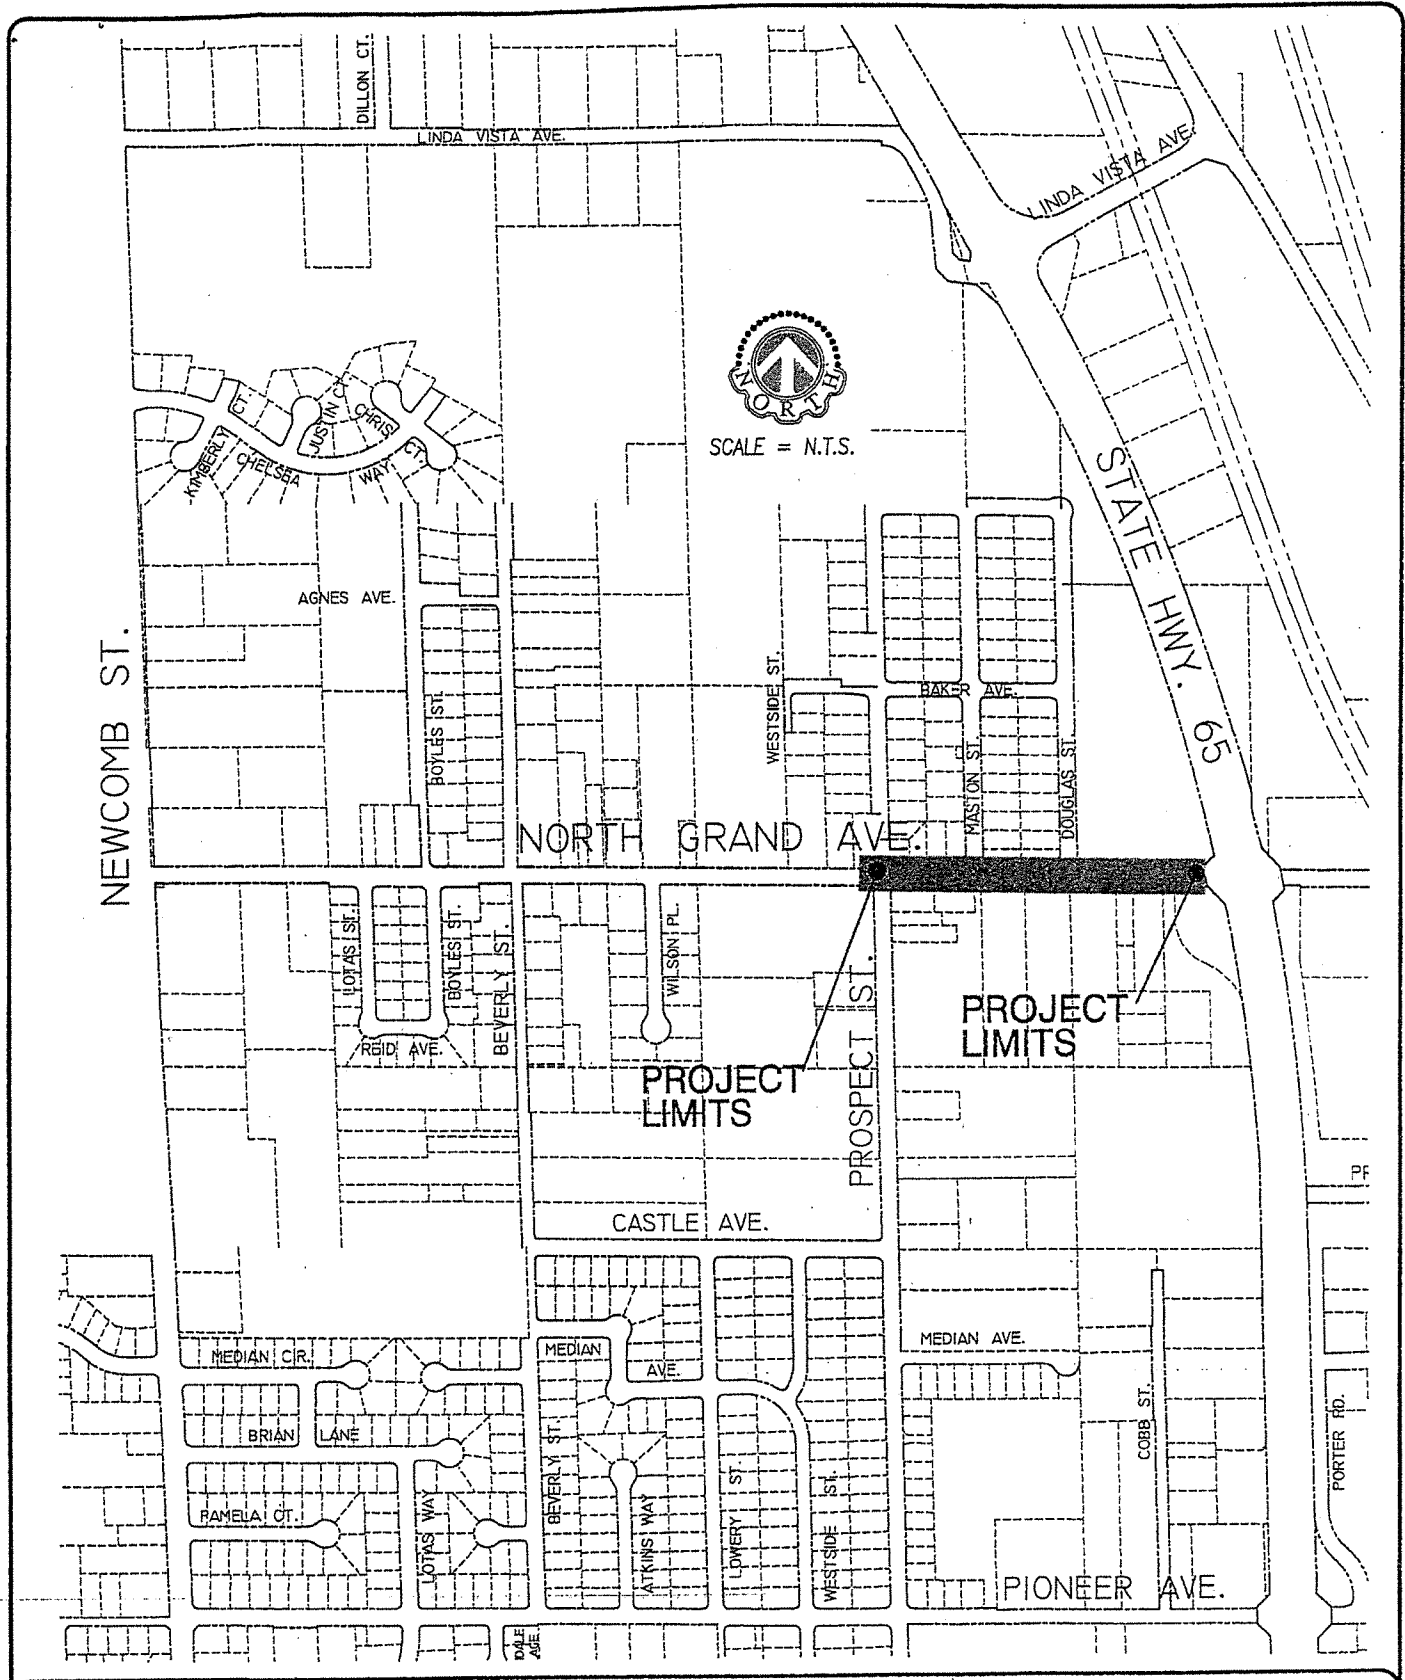 DILLON CT.
LINDA VISTA AVE.
LINDA VISTA AVE.
NORTH
SCALE = N.T.S.
KIMBERLY CT.
JUSTIN CT.
CHRIS CT.
CHELSEA WAY
STATE HWY. 65
AGNES AVE.
NEWCOMB ST.
BOYLES ST.
WESTSIDE ST.
BAKER AVE.
MASTON ST.
DOUGLAS ST.
NORTH GRAND AVE.
LOTAS ST.
BOYLES ST.
BEVERLY ST.
WILSON PL.
REID AVE.
PROSPECT ST.
PROJECT
LIMITS
PROJECT
LIMITS
CASTLE AVE.
MEDIAN CIR.
MEDIAN AVE.
MEDIAN AVE.
BRIAN LANE
PAMELA CT.
LOTAS WAY
BEVERLY ST.
ATKINS WAY
LOWERY ST.
WESTSIDE ST.
COBB ST.
PORTER RD.
PIONEER AVE.